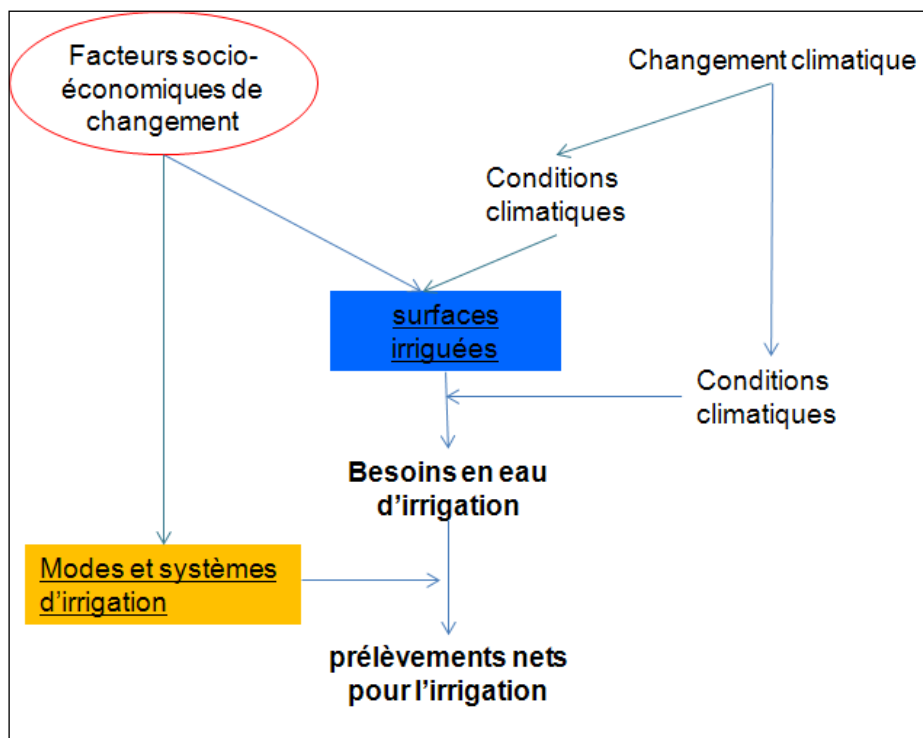 Facteurs socio-
économiques de
changement
Changement climatique
Conditions
climatiques
surfaces
irriguées
Conditions
climatiques
Besoins en eau
d'irrigation
Modes et systèmes
d'irrigation
prélèvements nets
pour l'irrigation